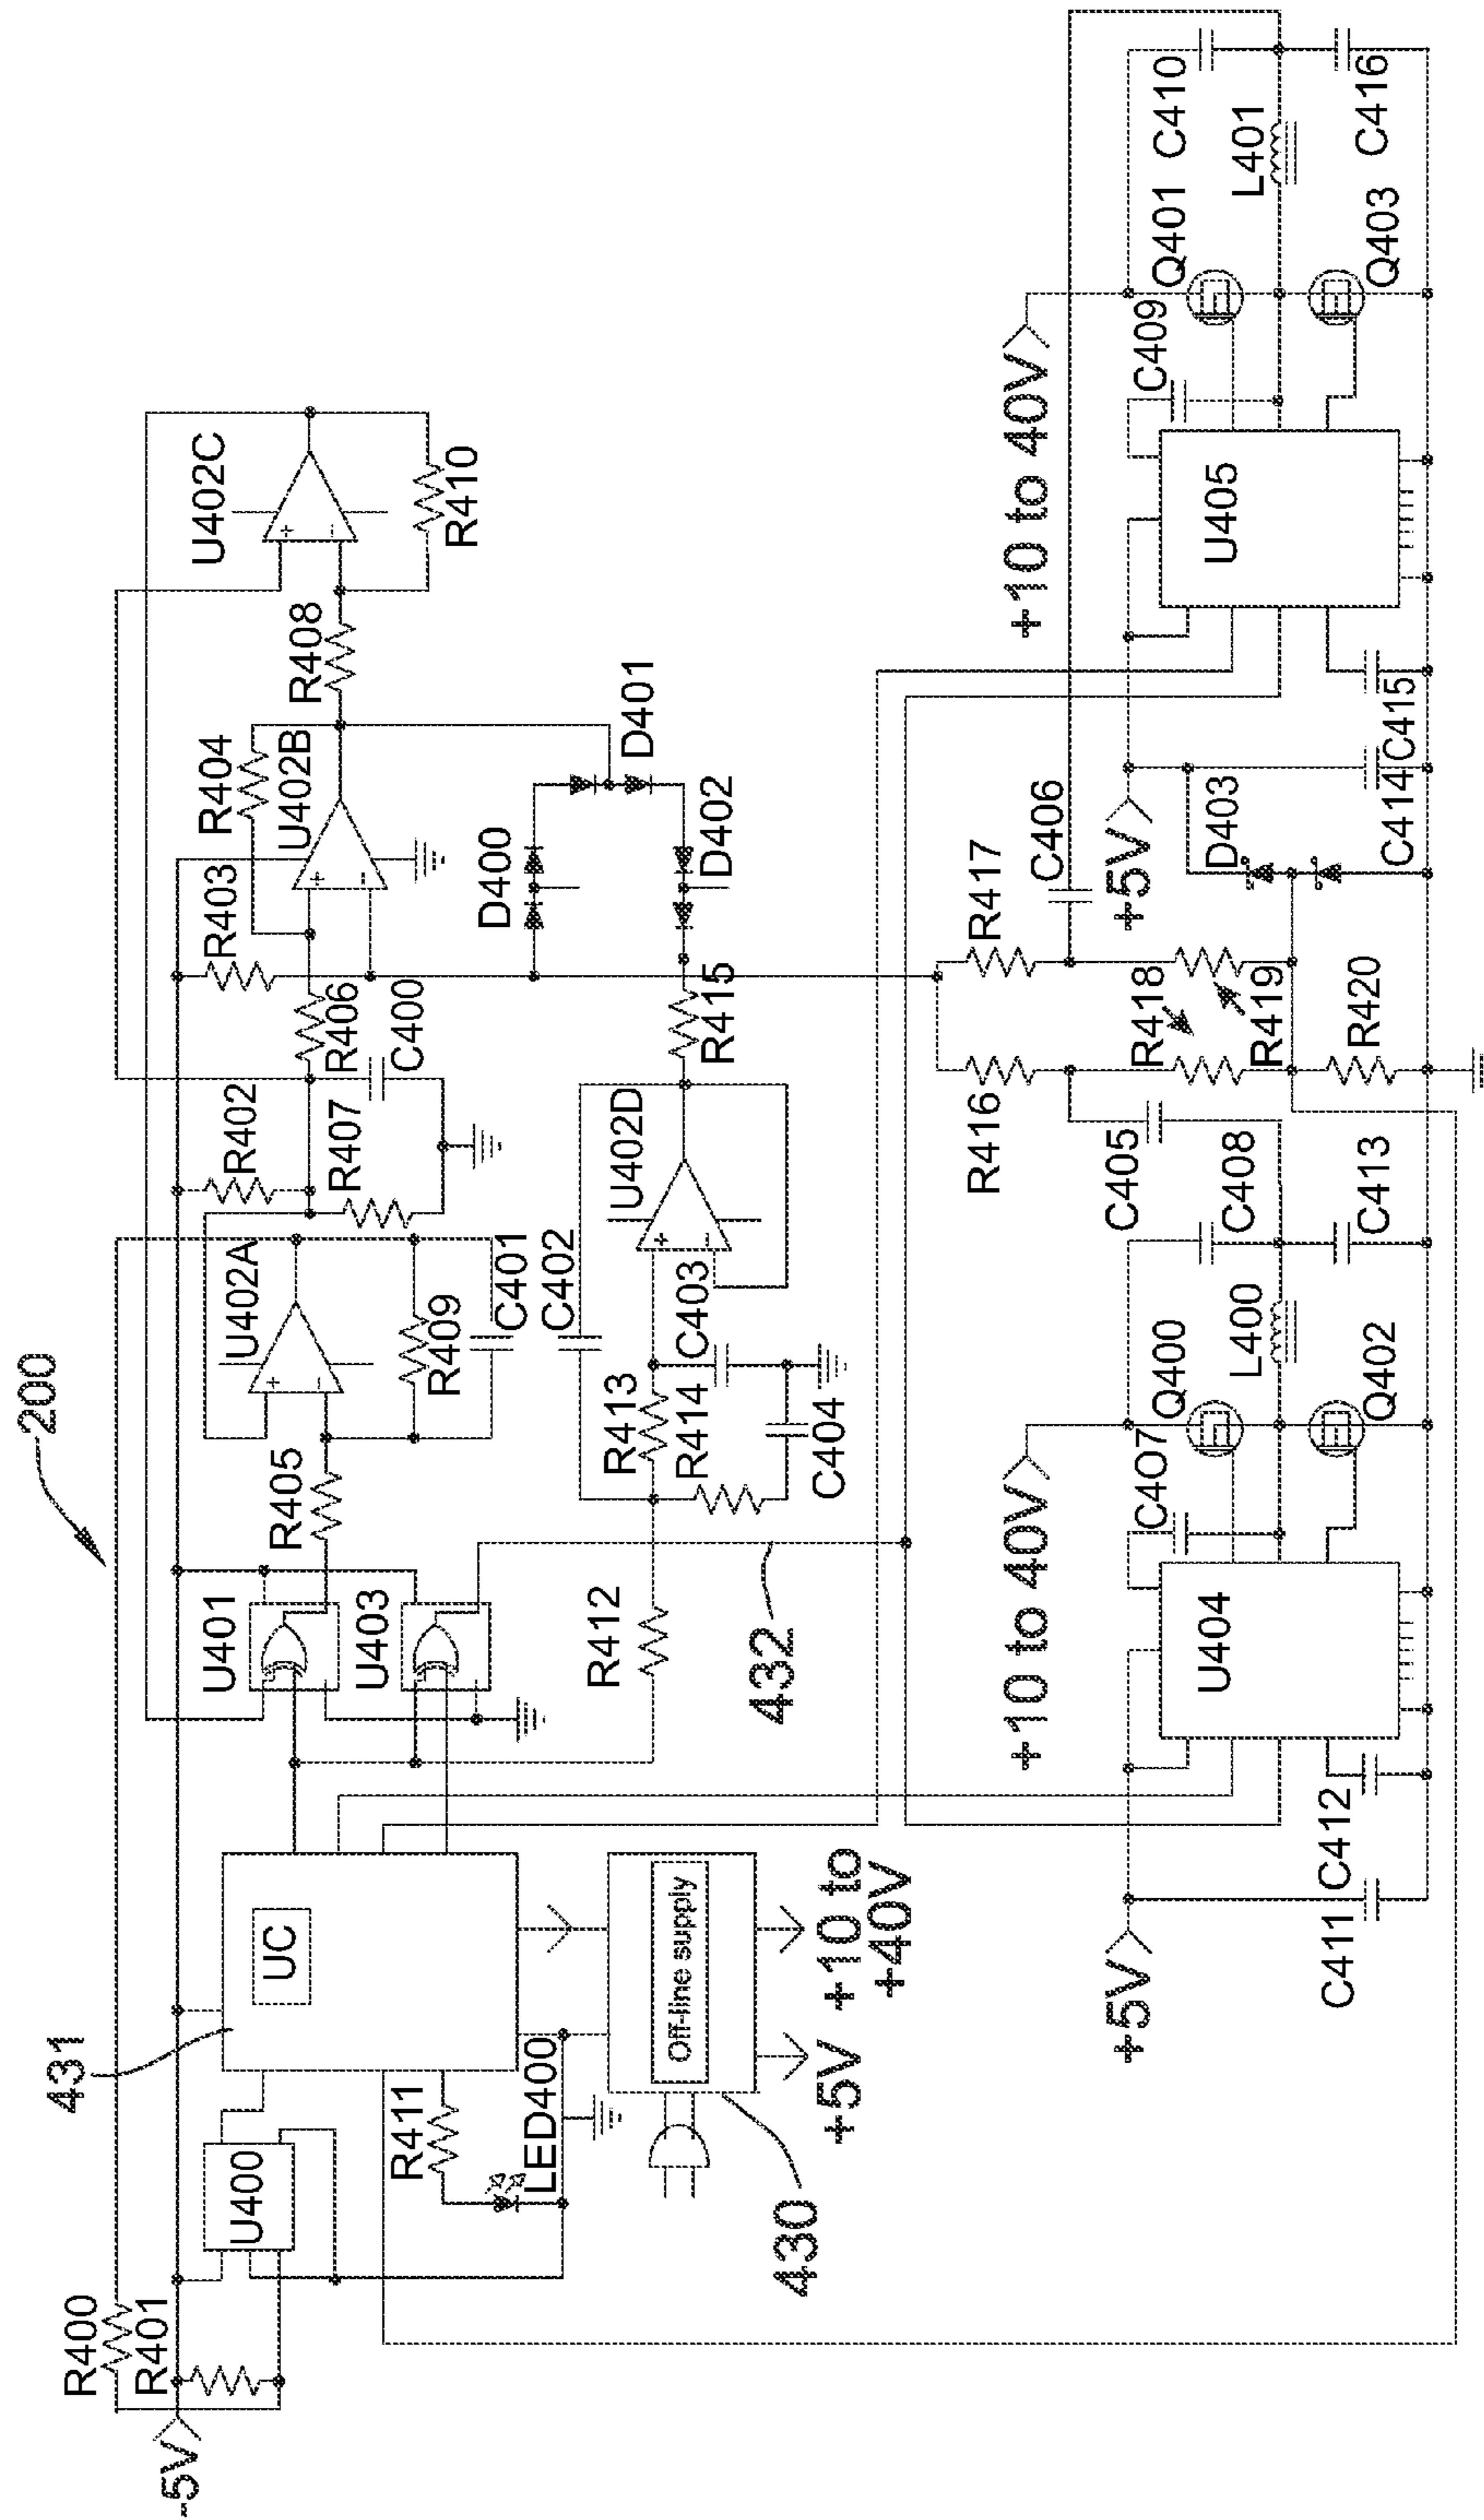 200
431
-5V
R400
R401
U400
UC
R411
LED400
430
Off-line supply
+5V
+10 to
+40V
U401
U403
R405
U402A
R409
C401
R402
R407
C400
R406
R403
R404
U402B
R408
U402C
R410
D400
D401
D402
R412
432
R413
R414
C404
C403
C402
U402D
R415
R416
R417
R418
R419
R420
C405
C406
+5V
C411
C412
U404
+10 to 40V
C4O7
Q400
Q402
L400
C408
C413
+5V
D403
C414
C415
U405
+10 to 40V
C409
Q401
Q403
L401
C410
C416
+
−
+
−
+
−
+
−